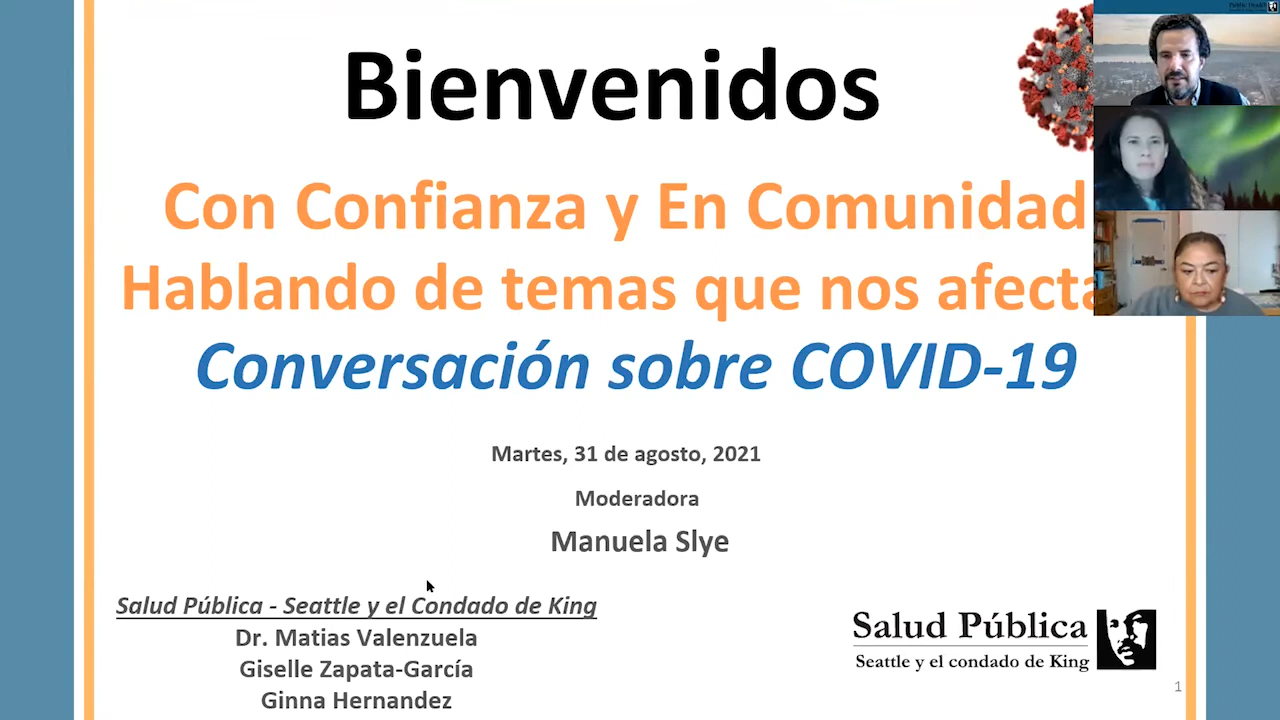 Bienvenidos
Con Confianza y En Comunidad
Hablando de temas que nos afecta
Conversación sobre COVID-19
Martes, 31 de agosto, 2021
Moderadora
Manuela Slye
Salud Pública - Seattle y el Condado de King
Dr. Matias Valenzuela
Giselle Zapata-García
Ginna Hernandez
Salud Pública
Seattle y el condado de King
1